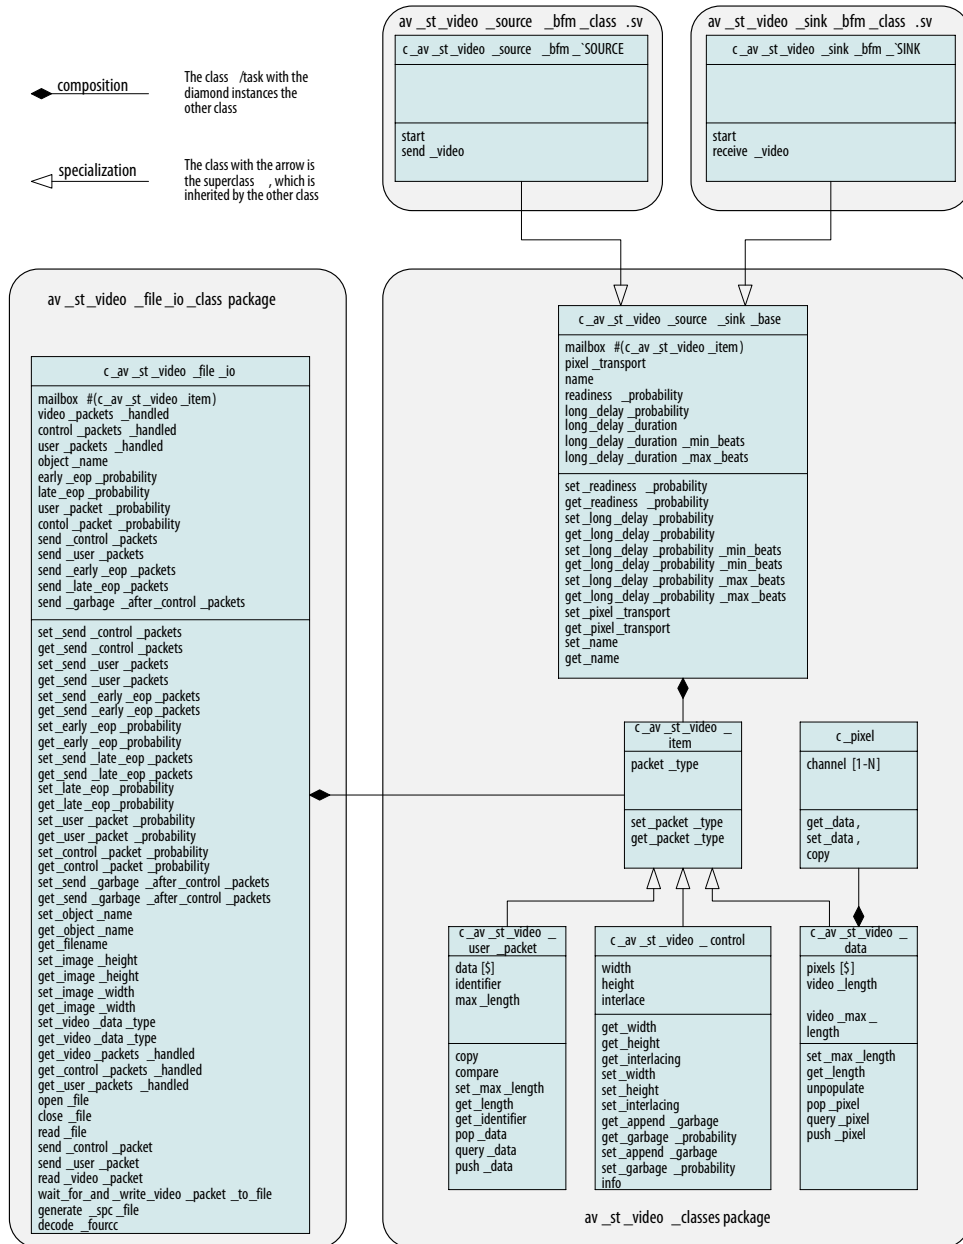 composition
The class /task with the
diamond instances the
other class
specialization
The class with the arrow is
the superclass , which is
inherited by the other class
av _st _video _source _bfm _class .sv
c _av _st _video _source _bfm _`SOURCE
start
send _video
av _st _video _sink _bfm _class .sv
c _av _st _video _sink _bfm _`SINK
start
receive _video
av _st _video _file _io _class package
c _av _st _video _file _io
mailbox #(c _av _st _video _item)
video _packets _handled
control _packets _handled
user _packets _handled
object _name
early _eop _probability
late _eop _probability
user _packet _probability
contol _packet _probability
send _control _packets
send _user _packets
send _early _eop _packets
send _late _eop _packets
send _garbage _after _control _packets
set _send _control _packets
get _send _control _packets
set _send _user _packets
get _send _user _packets
set _send _early _eop _packets
get _send _early _eop _packets
set _early _eop _probability
get _early _eop _probability
set _send _late _eop _packets
get _send _late _eop _packets
set _late _eop _probability
get _late _eop _probability
set _user _packet _probability
get _user _packet _probability
set _control _packet _probability
get _control _packet _probability
set _send _garbage _after _control _packets
get _send _garbage _after _control _packets
set _object _name
get _object _name
get _filename
set _image _height
get _image _height
set _image _width
get _image _width
set _video _data _type
get _video _data _type
get _video _packets _handled
get _control _packets _handled
get _user _packets _handled
open _file
close _file
read _file
send _control _packet
send _user _packet
read _video _packet
wait _for _and _write _video _packet _to _file
generate _spc _file
decode _fourcc
c _av _st _video _source _sink _base
mailbox #(c _av _st _video _item)
pixel _transport
name
readiness _probability
long _delay _probability
long _delay _duration
long _delay _duration _min _beats
long _delay _duration _max _beats
set _readiness _probability
get _readiness _probability
set _long _delay _probability
get _long _delay _probability
set _long _delay _probability _min _beats
get _long _delay _probability _min _beats
set _long _delay _probability _max _beats
get _long _delay _probability _max _beats
set _pixel _transport
get _pixel _transport
set _name
get _name
c _av _st _video _
item
packet _type
set _packet _type
get _packet _type
c _pixel
channel [1-N]
get _data ,
set _data ,
copy
c _av _st _video _
user _packet
data [$]
identifier
max _length
copy
compare
set _max _length
get _length
get _identifier
pop _data
query _data
push _data
c _av _st _video _ control
width
height
interlace
get _width
get _height
get _interlacing
set _width
set _height
set _interlacing
get _append _garbage
get _garbage _probability
set _append _garbage
set _garbage _probability
info
c _av _st _video _
data
pixels [$]
video _length
video _max _
length
set _max _length
get _length
unpopulate
pop _pixel
query _pixel
push _pixel
av _st _video _classes package